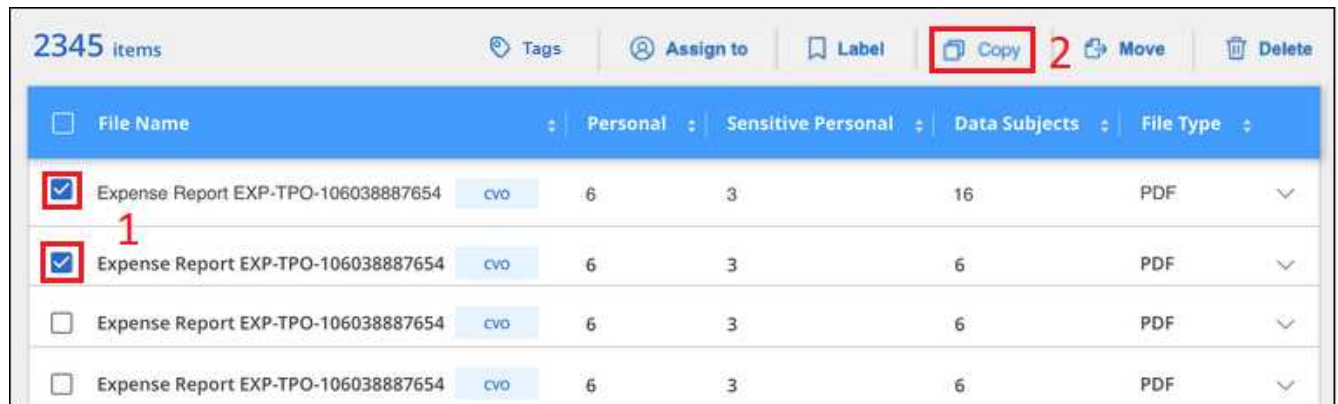 2345 items Tags Assign to Label Copy 2 Move Delete
File Name Personal Sensitive Personal Data Subjects File Type
Expense Report EXP-TPO-106038887654 CVO 6 3 16 PDF
1
Expense Report EXP-TPO-106038887654 CVO 6 3 6 PDF
Expense Report EXP-TPO-106038887654 CVO 6 3 6 PDF
Expense Report EXP-TPO-106038887654 CVO 6 3 6 PDF